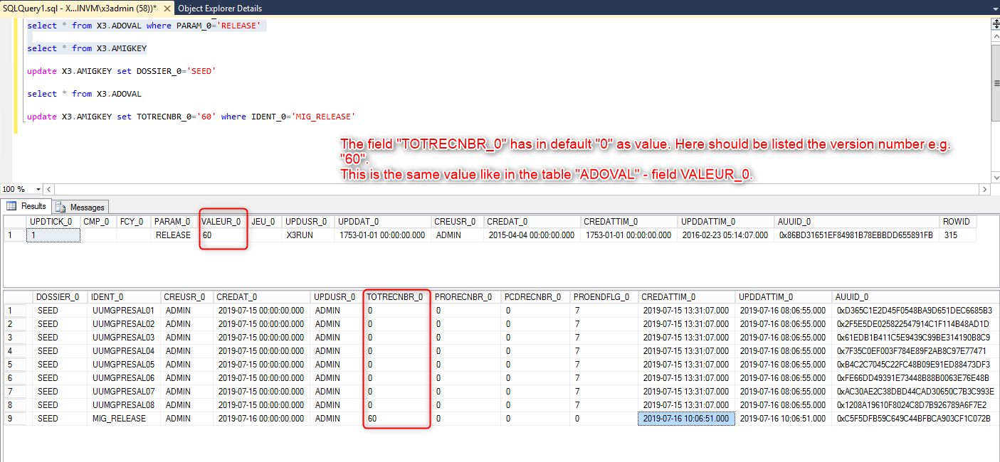 SQLQuery1.sql - X...INVM\x3admin (58))* Object Explorer Details
select * from X3.ADOVAL where PARAM_0='RELEASE'
select * from X3.AMIGKEY
update X3.AMIGKEY set DOSSIER_0='SEED'
select * from X3.ADOVAL
update X3.AMIGKEY set TOTRECNBR_0='60' where IDENT_0='MIG_RELEASE'
The field "TOTRECNBR_0" has in default "0" as value. Here should be listed the version number e.g.
"60".
This is the same value like in the table "ADOVAL" - field VALEUR_0.
100 %
Results Messages
UPDTICK_0 CMP_0 FCY_0 PARAM_0 VALEUR_0 JEU_0 UPDUSR_0 UPDDAT_0 CREUSR_0 CREDAT_0 CREDATTIM_0 UPDDATTIM_0 AUUID_0 ROWID
1 1 RELEASE 60 X3RUN 1753-01-01 00:00:00.000 ADMIN 2015-04-04 00:00:00.000 1753-01-01 00:00:00.000 2016-02-23 05:14:07.000 0x86BD31651EF84981B78EBBDD655891FB 315
DOSSIER_0 IDENT_0 CREUSR_0 CREDAT_0 UPDUSR_0 TOTRECNBR_0 PRORECNBR_0 PCDRECNBR_0 PROENDFLG_0 CREDATTIM_0 UPDDATTIM_0 AUUID_0
1 SEED UUMGPRESAL01 ADMIN 2019-07-15 00:00:00.000 ADMIN 0 0 0 7 2019-07-15 13:31:07.000 2019-07-16 08:06:55.000 0xD365C1E2D45F0548BA9D651DEC6685B3
2 SEED UUMGPRESAL02 ADMIN 2019-07-15 00:00:00.000 ADMIN 0 0 0 7 2019-07-15 13:31:07.000 2019-07-16 08:06:55.000 0x2F5E5DE025822547914C1F114B48AD1D
3 SEED UUMGPRESAL03 ADMIN 2019-07-15 00:00:00.000 ADMIN 0 0 0 7 2019-07-15 13:31:07.000 2019-07-16 08:06:55.000 0x61EDB1B411C5E9439C99BE314190B8C9
4 SEED UUMGPRESAL04 ADMIN 2019-07-15 00:00:00.000 ADMIN 0 0 0 7 2019-07-15 13:31:07.000 2019-07-16 08:06:55.000 0x7F35C0EF003F784E89F2AB8C97E77471
5 SEED UUMGPRESAL05 ADMIN 2019-07-15 00:00:00.000 ADMIN 0 0 0 7 2019-07-15 13:31:07.000 2019-07-16 08:06:55.000 0xB4C2C7045C22FC48B09E91ED88473DF3
6 SEED UUMGPRESAL06 ADMIN 2019-07-15 00:00:00.000 ADMIN 0 0 0 7 2019-07-15 13:31:07.000 2019-07-16 08:06:55.000 0xFE66DD49391E73448B88B0063E76E48B
7 SEED UUMGPRESAL07 ADMIN 2019-07-15 00:00:00.000 ADMIN 0 0 0 7 2019-07-15 13:31:07.000 2019-07-16 08:06:55.000 0xAC30AE2C38DBD44CAD30650C7B3C993E
8 SEED UUMGPRESAL08 ADMIN 2019-07-15 00:00:00.000 ADMIN 0 0 0 7 2019-07-15 13:31:07.000 2019-07-16 08:06:55.000 0x1208A19610F8024C8D7B926789A6F7E2
9 SEED MIG_RELEASE ADMIN 2019-07-16 00:00:00.000 ADMIN 60 0 0 0 2019-07-16 10:06:51.000 2019-07-16 10:06:51.000 0xC5F5DFB59C649C44BFBCA903CF1C072B